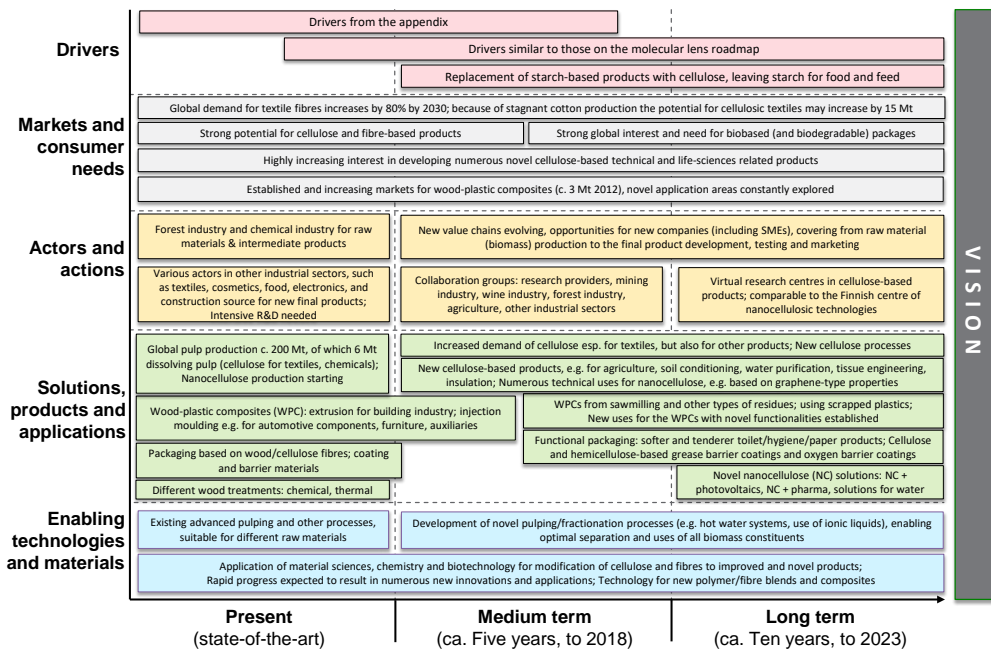 Drivers
Drivers from the appendix
Drivers similar to those on the molecular lens roadmap
Replacement of starch-based products with cellulose, leaving starch for food and feed
Markets and
consumer
needs
Global demand for textile fibres increases by 80% by 2030; because of stagnant cotton production the potential for cellulosic textiles may increase by 15 Mt
Strong potential for cellulose and fibre-based products
Strong global interest and need for biobased (and biodegradable) packages
Highly increasing interest in developing numerous novel cellulose-based technical and life-sciences related products
Established and increasing markets for wood-plastic composites (c. 3 Mt 2012), novel application areas constantly explored
Actors and
actions
Forest industry and chemical industry for raw
materials & intermediate products
New value chains evolving, opportunities for new companies (including SMEs), covering from raw material
(biomass) production to the final product development, testing and marketing
Various actors in other industrial sectors, such
as textiles, cosmetics, food, electronics, and
construction source for new final products;
Intensive R&D needed
Collaboration groups: research providers, mining
industry, wine industry, forest industry,
agriculture, other industrial sectors
Virtual research centres in cellulose-based
products; comparable to the Finnish centre of
nanocellulosic technologies
Solutions,
products and
applications
Global pulp production c. 200 Mt, of which 6 Mt
dissolving pulp (cellulose for textiles, chemicals);
Nanocellulose production starting
Increased demand of cellulose esp. for textiles, but also for other products; New cellulose processes
New cellulose-based products, e.g. for agriculture, soil conditioning, water purification, tissue engineering,
insulation; Numerous technical uses for nanocellulose, e.g. based on graphene-type properties
Wood-plastic composites (WPC): extrusion for building industry; injection
moulding e.g. for automotive components, furniture, auxiliaries
WPCs from sawmilling and other types of residues; using scrapped plastics;
New uses for the WPCs with novel functionalities established
Functional packaging: softer and tenderer toilet/hygiene/paper products; Cellulose
and hemicellulose-based grease barrier coatings and oxygen barrier coatings
Packaging based on wood/cellulose fibres; coating
and barrier materials
Novel nanocellulose (NC) solutions: NC +
photovoltaics, NC + pharma, solutions for water
Different wood treatments: chemical, thermal
Enabling
technologies
and materials
Existing advanced pulping and other processes,
suitable for different raw materials
Development of novel pulping/fractionation processes (e.g. hot water systems, use of ionic liquids), enabling
optimal separation and uses of all biomass constituents
Application of material sciences, chemistry and biotechnology for modification of cellulose and fibres to improved and novel products;
Rapid progress expected to result in numerous new innovations and applications; Technology for new polymer/fibre blends and composites
Present
(state-of-the-art)
Medium term
(ca. Five years, to 2018)
Long term
(ca. Ten years, to 2023)
VISION